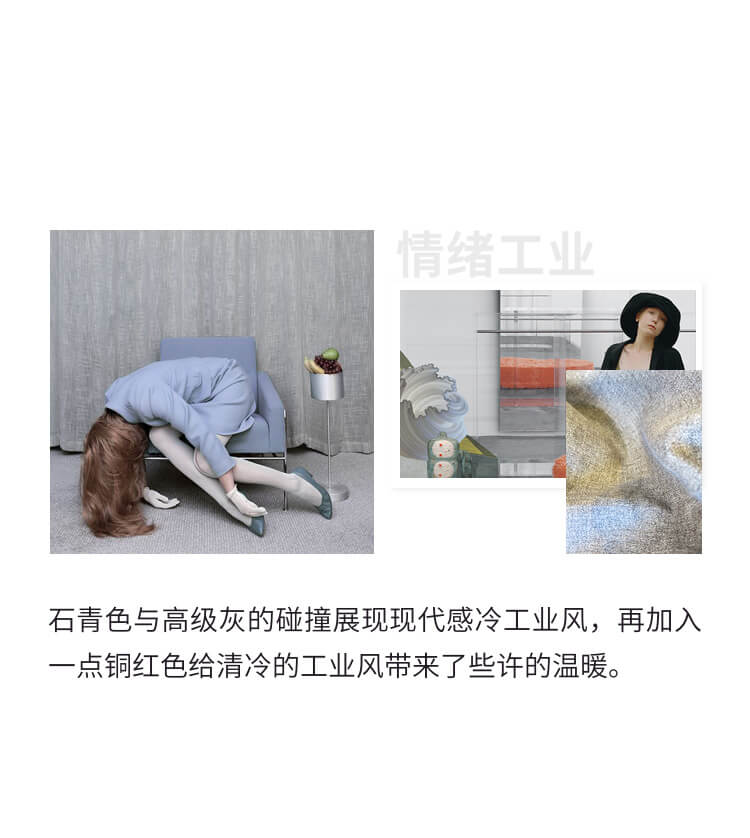 情绪工业
石青色与高级灰的碰撞展现现代感冷工业风，再加入
一点铜红色给清冷的工业风带来了些许的温暖。